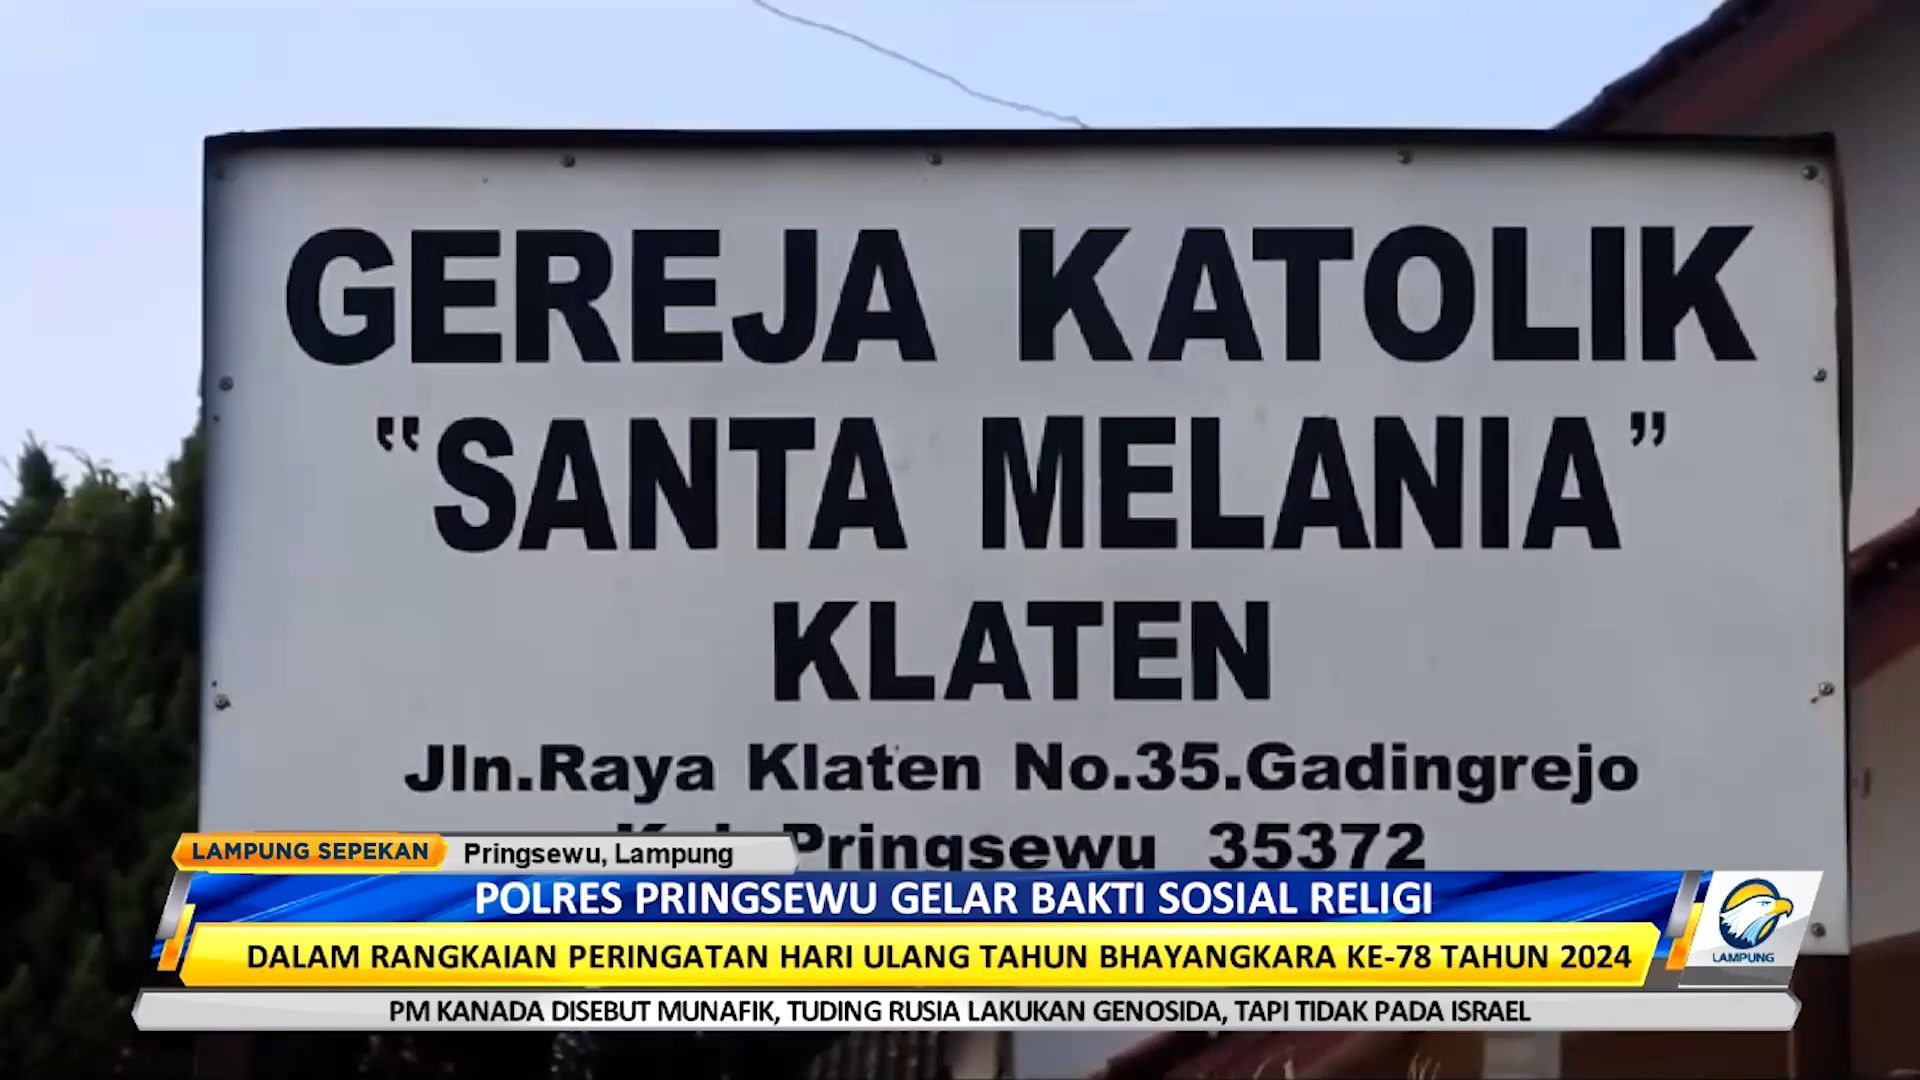 GEREJA KATOLIK
"SANTA MELANIA"
KLATEN
Jln.Raya Klaten No.35.Gadingrejo
Pringsewu 35372
LAMPUNG SEPEKAN
Pringsewu, Lampung
POLRES PRINGSEWU GELAR BAKTI SOSIAL RELIGI
DALAM RANGKAIAN PERINGATAN HARI ULANG TAHUN BHAYANGKARA KE-78 TAHUN 2024
LAMPUNG
PM KANADA DISEBUT MUNAFIK, TUDING RUSIA LAKUKAN GENOSIDA, TAPI TIDAK PADA ISRAEL